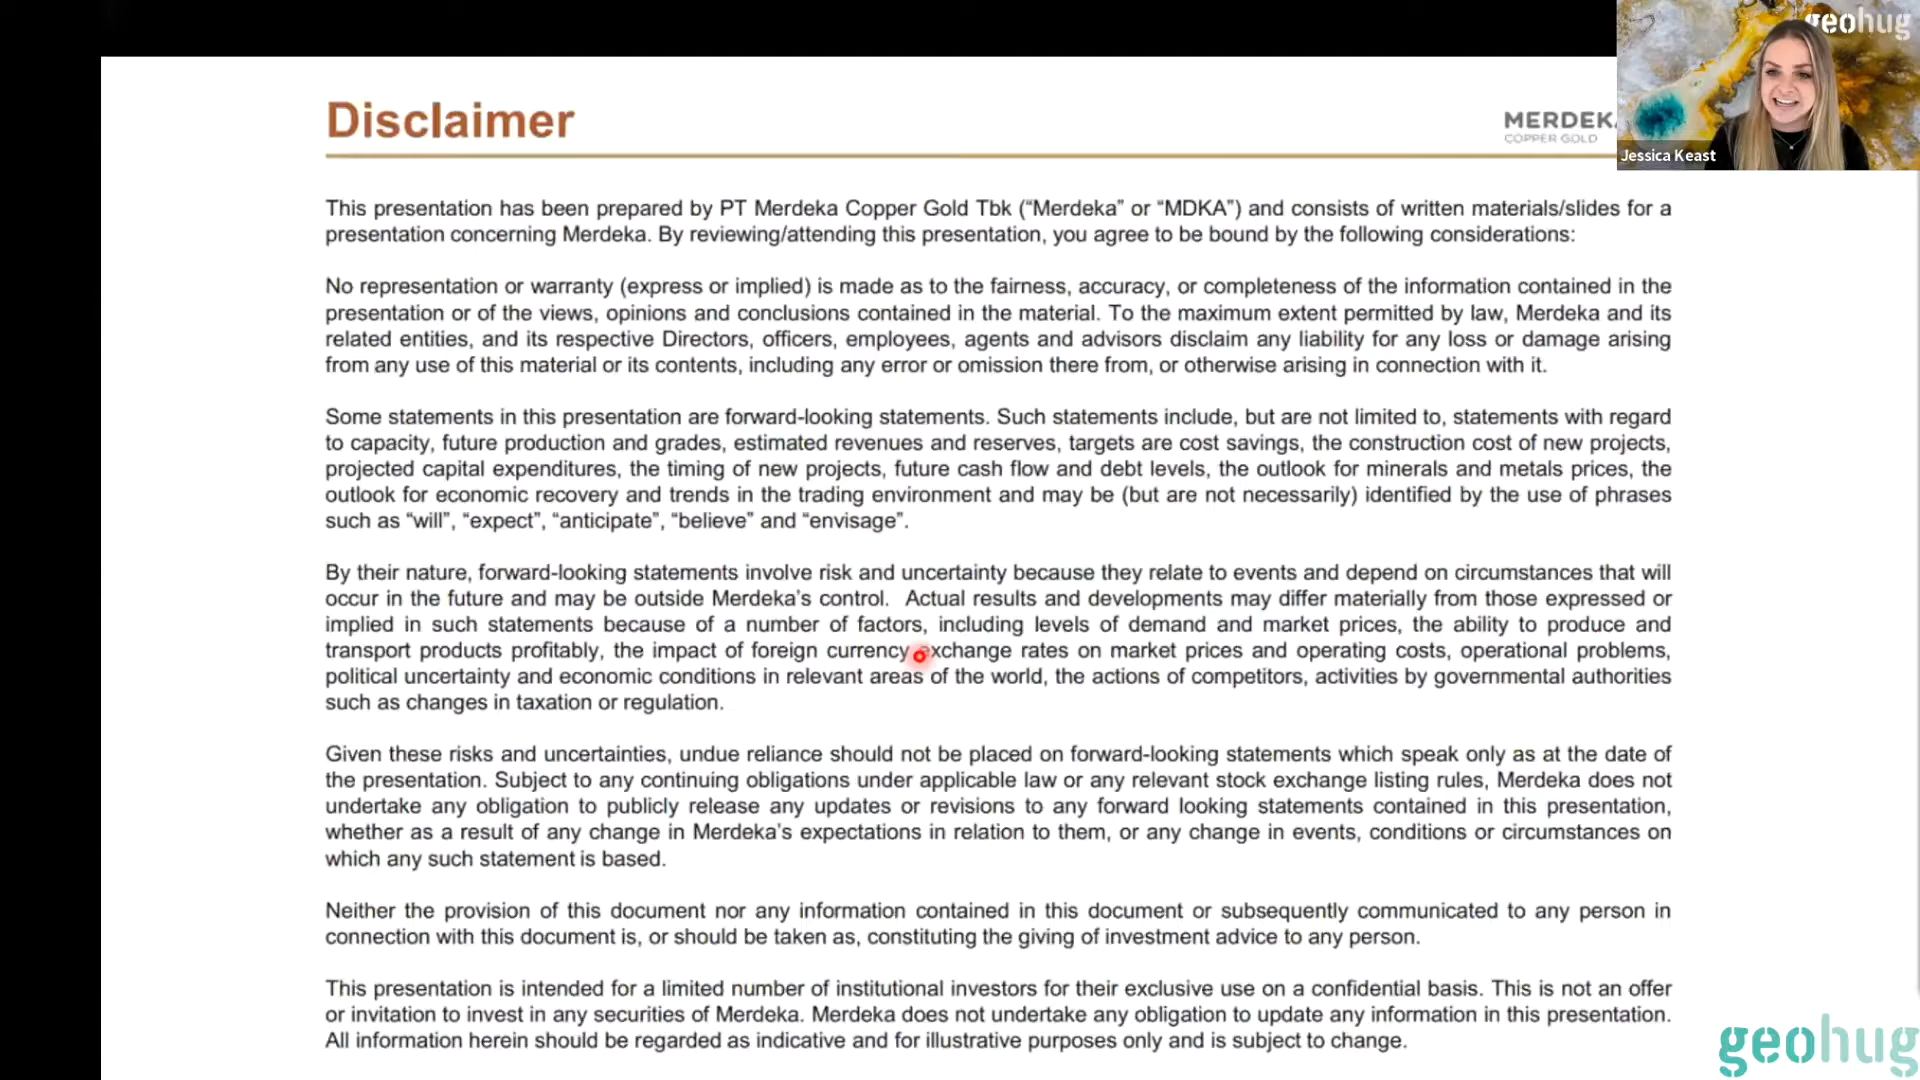 geohug
Disclaimer
MERDEK
COPPER GOLD
Jessica Keast
This presentation has been prepared by PT Merdeka Copper Gold Tbk (“Merdeka” or “MDKA”) and consists of written materials/slides for a
presentation concerning Merdeka. By reviewing/attending this presentation, you agree to be bound by the following considerations:
No representation or warranty (express or implied) is made as to the fairness, accuracy, or completeness of the information contained in the
presentation or of the views, opinions and conclusions contained in the material. To the maximum extent permitted by law, Merdeka and its
related entities, and its respective Directors, officers, employees, agents and advisors disclaim any liability for any loss or damage arising
from any use of this material or its contents, including any error or omission there from, or otherwise arising in connection with it.
Some statements in this presentation are forward-looking statements. Such statements include, but are not limited to, statements with regard
to capacity, future production and grades, estimated revenues and reserves, targets are cost savings, the construction cost of new projects,
projected capital expenditures, the timing of new projects, future cash flow and debt levels, the outlook for minerals and metals prices, the
outlook for economic recovery and trends in the trading environment and may be (but are not necessarily) identified by the use of phrases
such as “will”, “expect”, “anticipate”, “believe” and “envisage”.
By their nature, forward-looking statements involve risk and uncertainty because they relate to events and depend on circumstances that will
occur in the future and may be outside Merdeka’s control. Actual results and developments may differ materially from those expressed or
implied in such statements because of a number of factors, including levels of demand and market prices, the ability to produce and
transport products profitably, the impact of foreign currency exchange rates on market prices and operating costs, operational problems,
political uncertainty and economic conditions in relevant areas of the world, the actions of competitors, activities by governmental authorities
such as changes in taxation or regulation.
Given these risks and uncertainties, undue reliance should not be placed on forward-looking statements which speak only as at the date of
the presentation. Subject to any continuing obligations under applicable law or any relevant stock exchange listing rules, Merdeka does not
undertake any obligation to publicly release any updates or revisions to any forward looking statements contained in this presentation,
whether as a result of any change in Merdeka’s expectations in relation to them, or any change in events, conditions or circumstances on
which any such statement is based.
Neither the provision of this document nor any information contained in this document or subsequently communicated to any person in
connection with this document is, or should be taken as, constituting the giving of investment advice to any person.
This presentation is intended for a limited number of institutional investors for their exclusive use on a confidential basis. This is not an offer
or invitation to invest in any securities of Merdeka. Merdeka does not undertake any obligation to update any information in this presentation.
All information herein should be regarded as indicative and for illustrative purposes only and is subject to change.
geohug